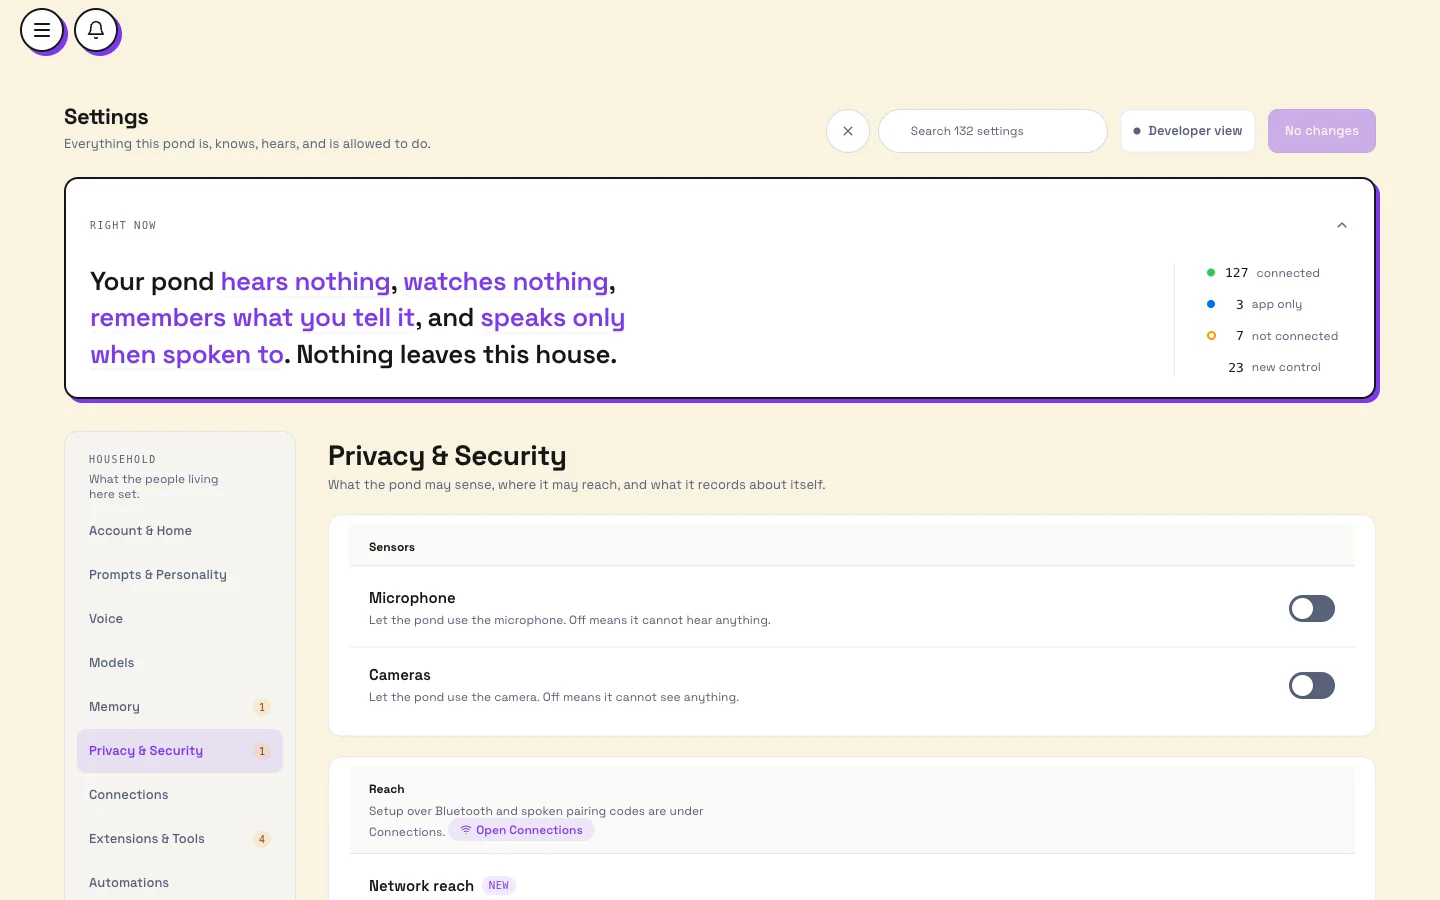 Settings
Everything this pond is, knows, hears, and is allowed to do.
Search 132 settings
Developer view
No changes
RIGHT NOW
Your pond hears nothing, watches nothing,
remembers what you tell it, and speaks only
when spoken to. Nothing leaves this house.
127 connected
3 app only
7 not connected
23 new control
HOUSEHOLD
What the people living
here set.
Account & Home
Prompts & Personality
Voice
Models
Memory 1
Privacy & Security 1
Connections
Extensions & Tools 4
Automations
Privacy & Security
What the pond may sense, where it may reach, and what it records about itself.
Sensors
Microphone
Let the pond use the microphone. Off means it cannot hear anything.
Cameras
Let the pond use the camera. Off means it cannot see anything.
Reach
Setup over Bluetooth and spoken pairing codes are under
Connections. Open Connections
Network reach NEW